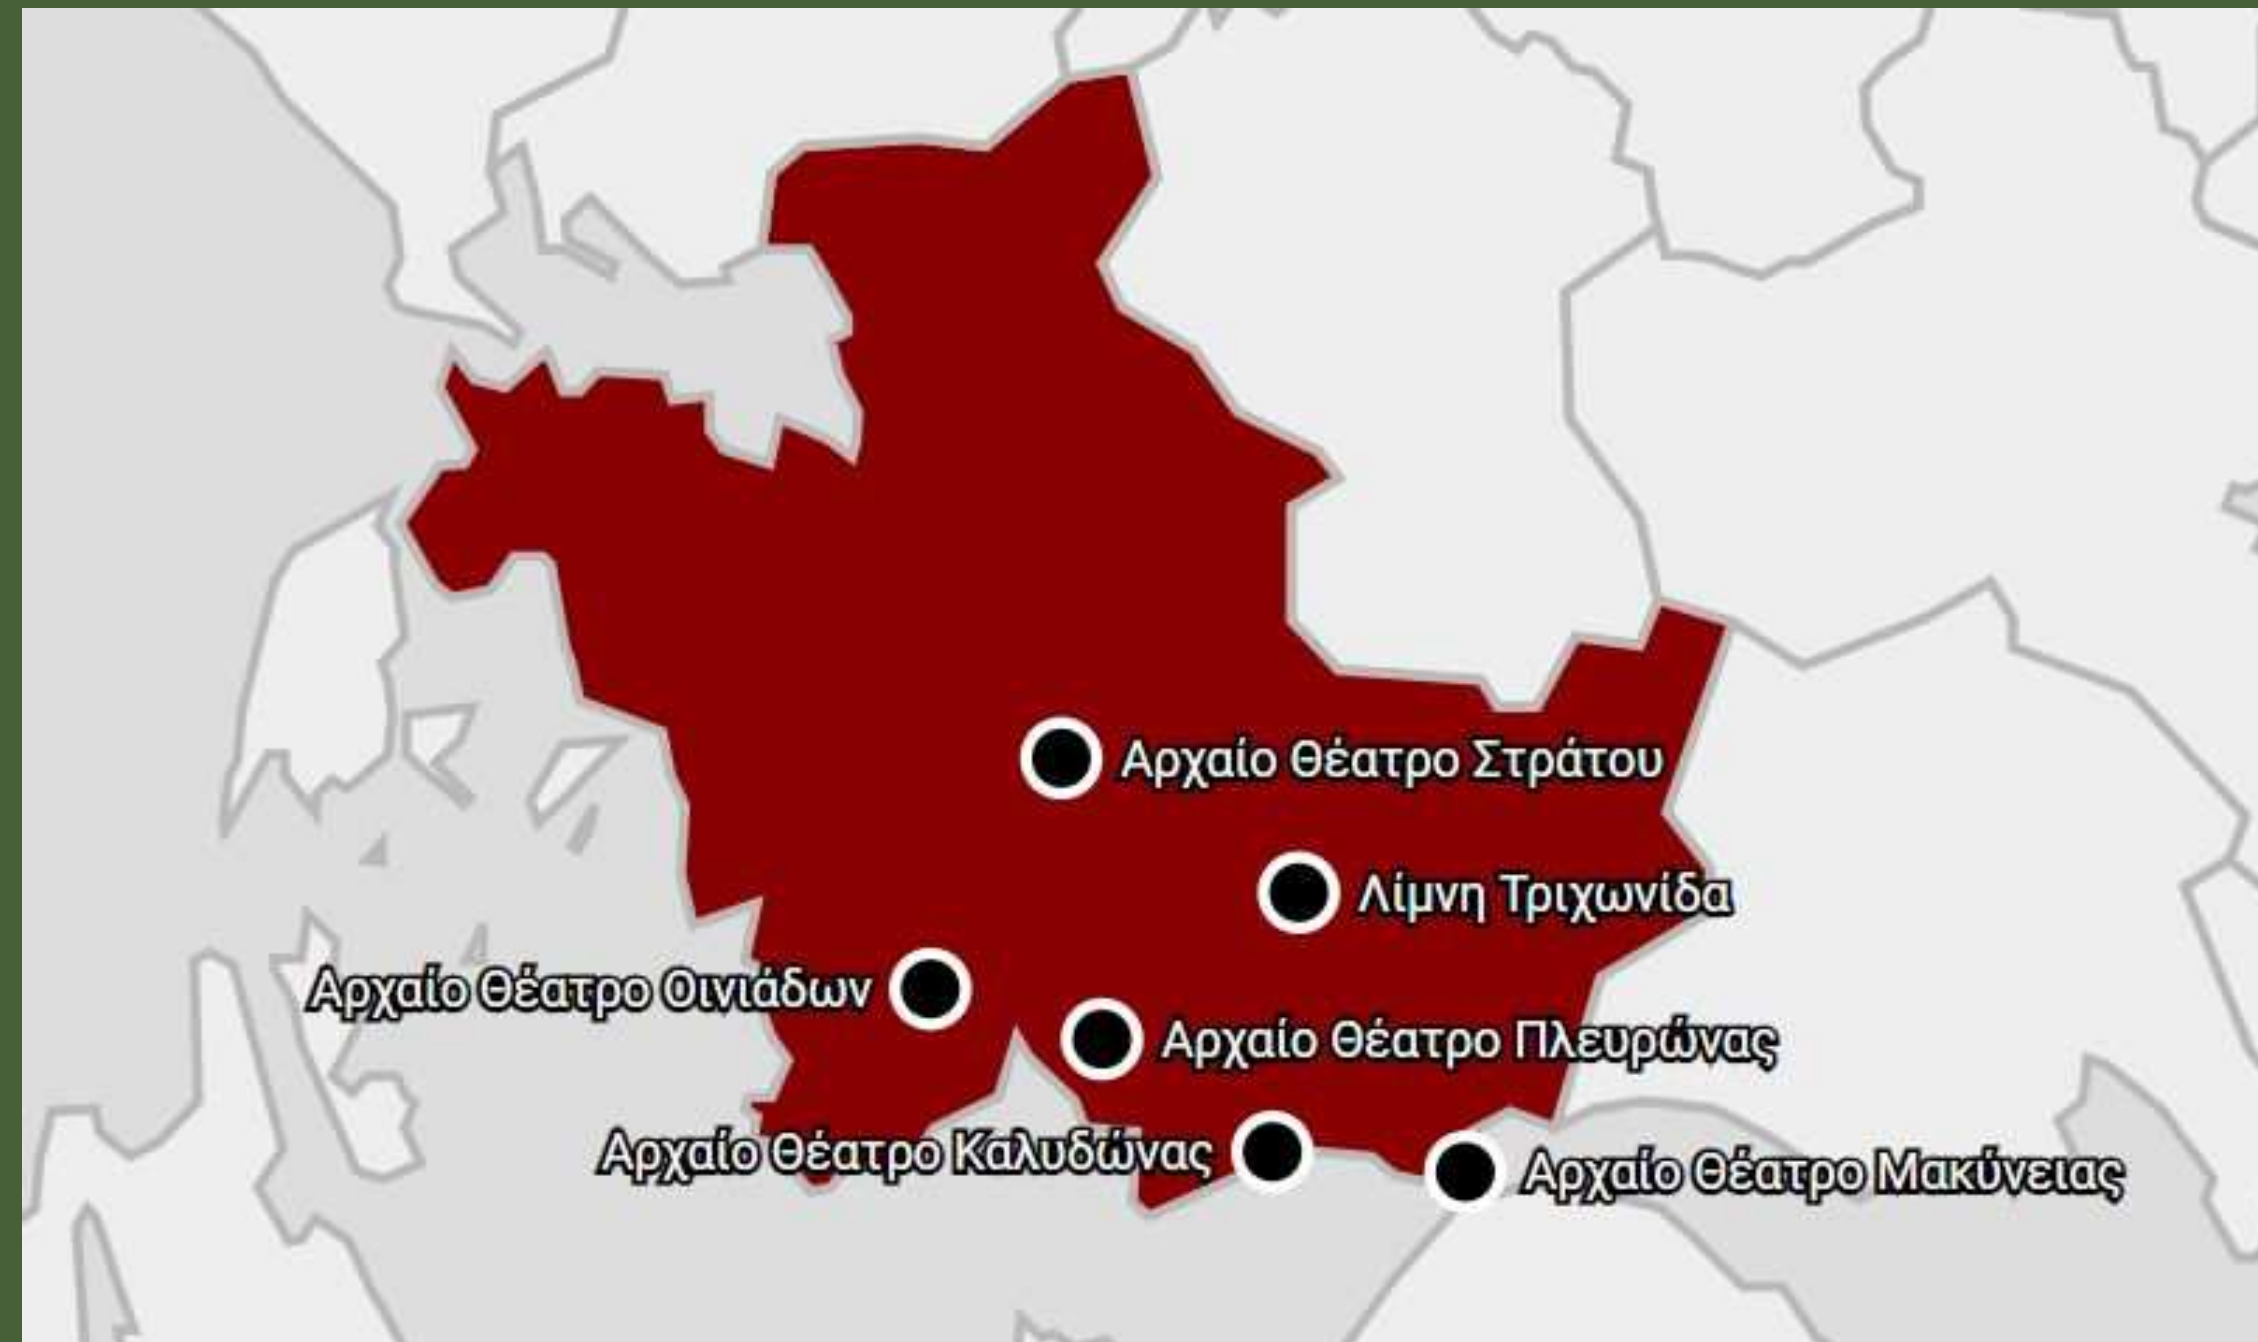 Αρχαίο Θέατρο Στράτου
Λίμνη Τριχωνίδα
Αρχαίο Θέατρο Οινιάδων
Αρχαίο Θέατρο Πλευρώνας
Αρχαίο Θέατρο Καλυδώνας
Αρχαίο Θέατρο Μακύνειας